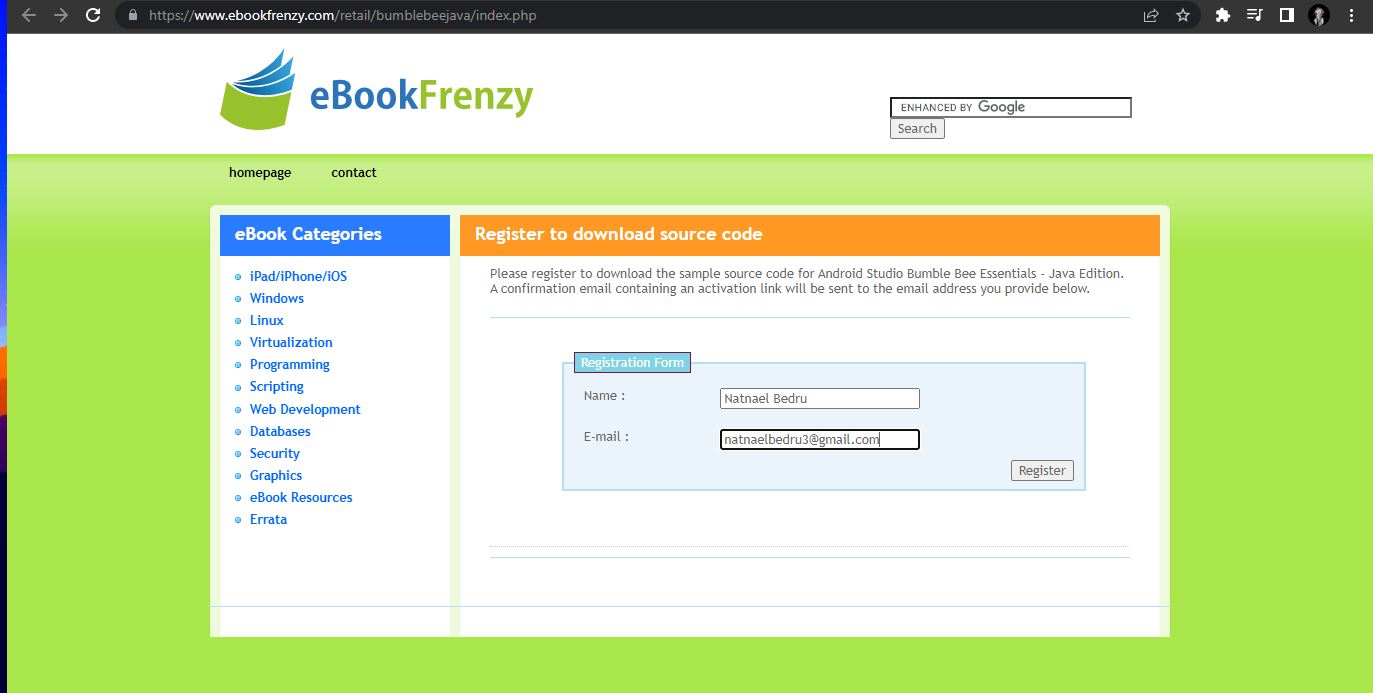 https://www.ebookfrenzy.com/retail/bumblebeejava/index.php
eBookFrenzy
ENHANCED BY Google
Search
homepage
contact
eBook Categories
iPad/iPhone/iOS
Windows
Linux
Virtualization
Programming
Scripting
Web Development
Databases
Security
Graphics
eBook Resources
Errata
Register to download source code
Please register to download the sample source code for Android Studio Bumble Bee Essentials - Java Edition.
A confirmation email containing an activation link will be sent to the email address you provide below.
Registration Form
Name :
Natnael Bedru
E-mail :
natnaelbedru3@gmail.com
Register